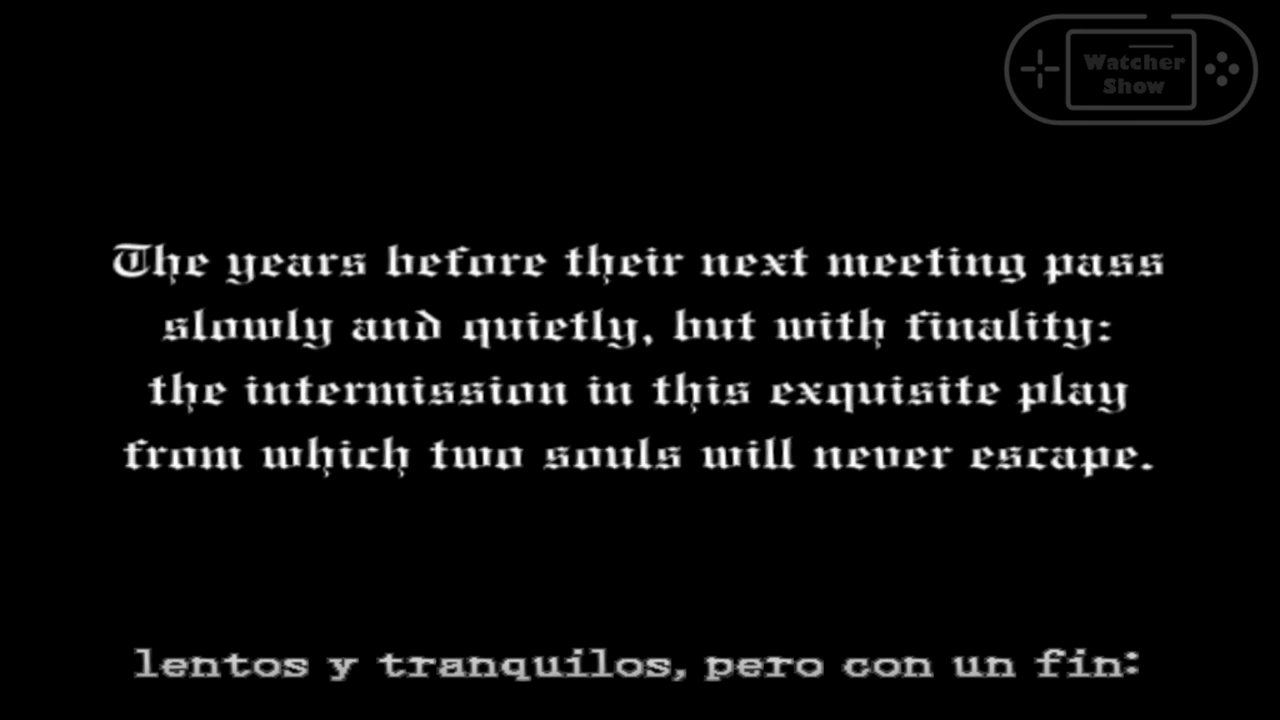 Watcher
Show
The years before their next meeting pass
slowly and quietly, but with finality:
the intermission in this exquisite play
from which two souls will never escape.
lentos y tranquilos, pero con un fin: